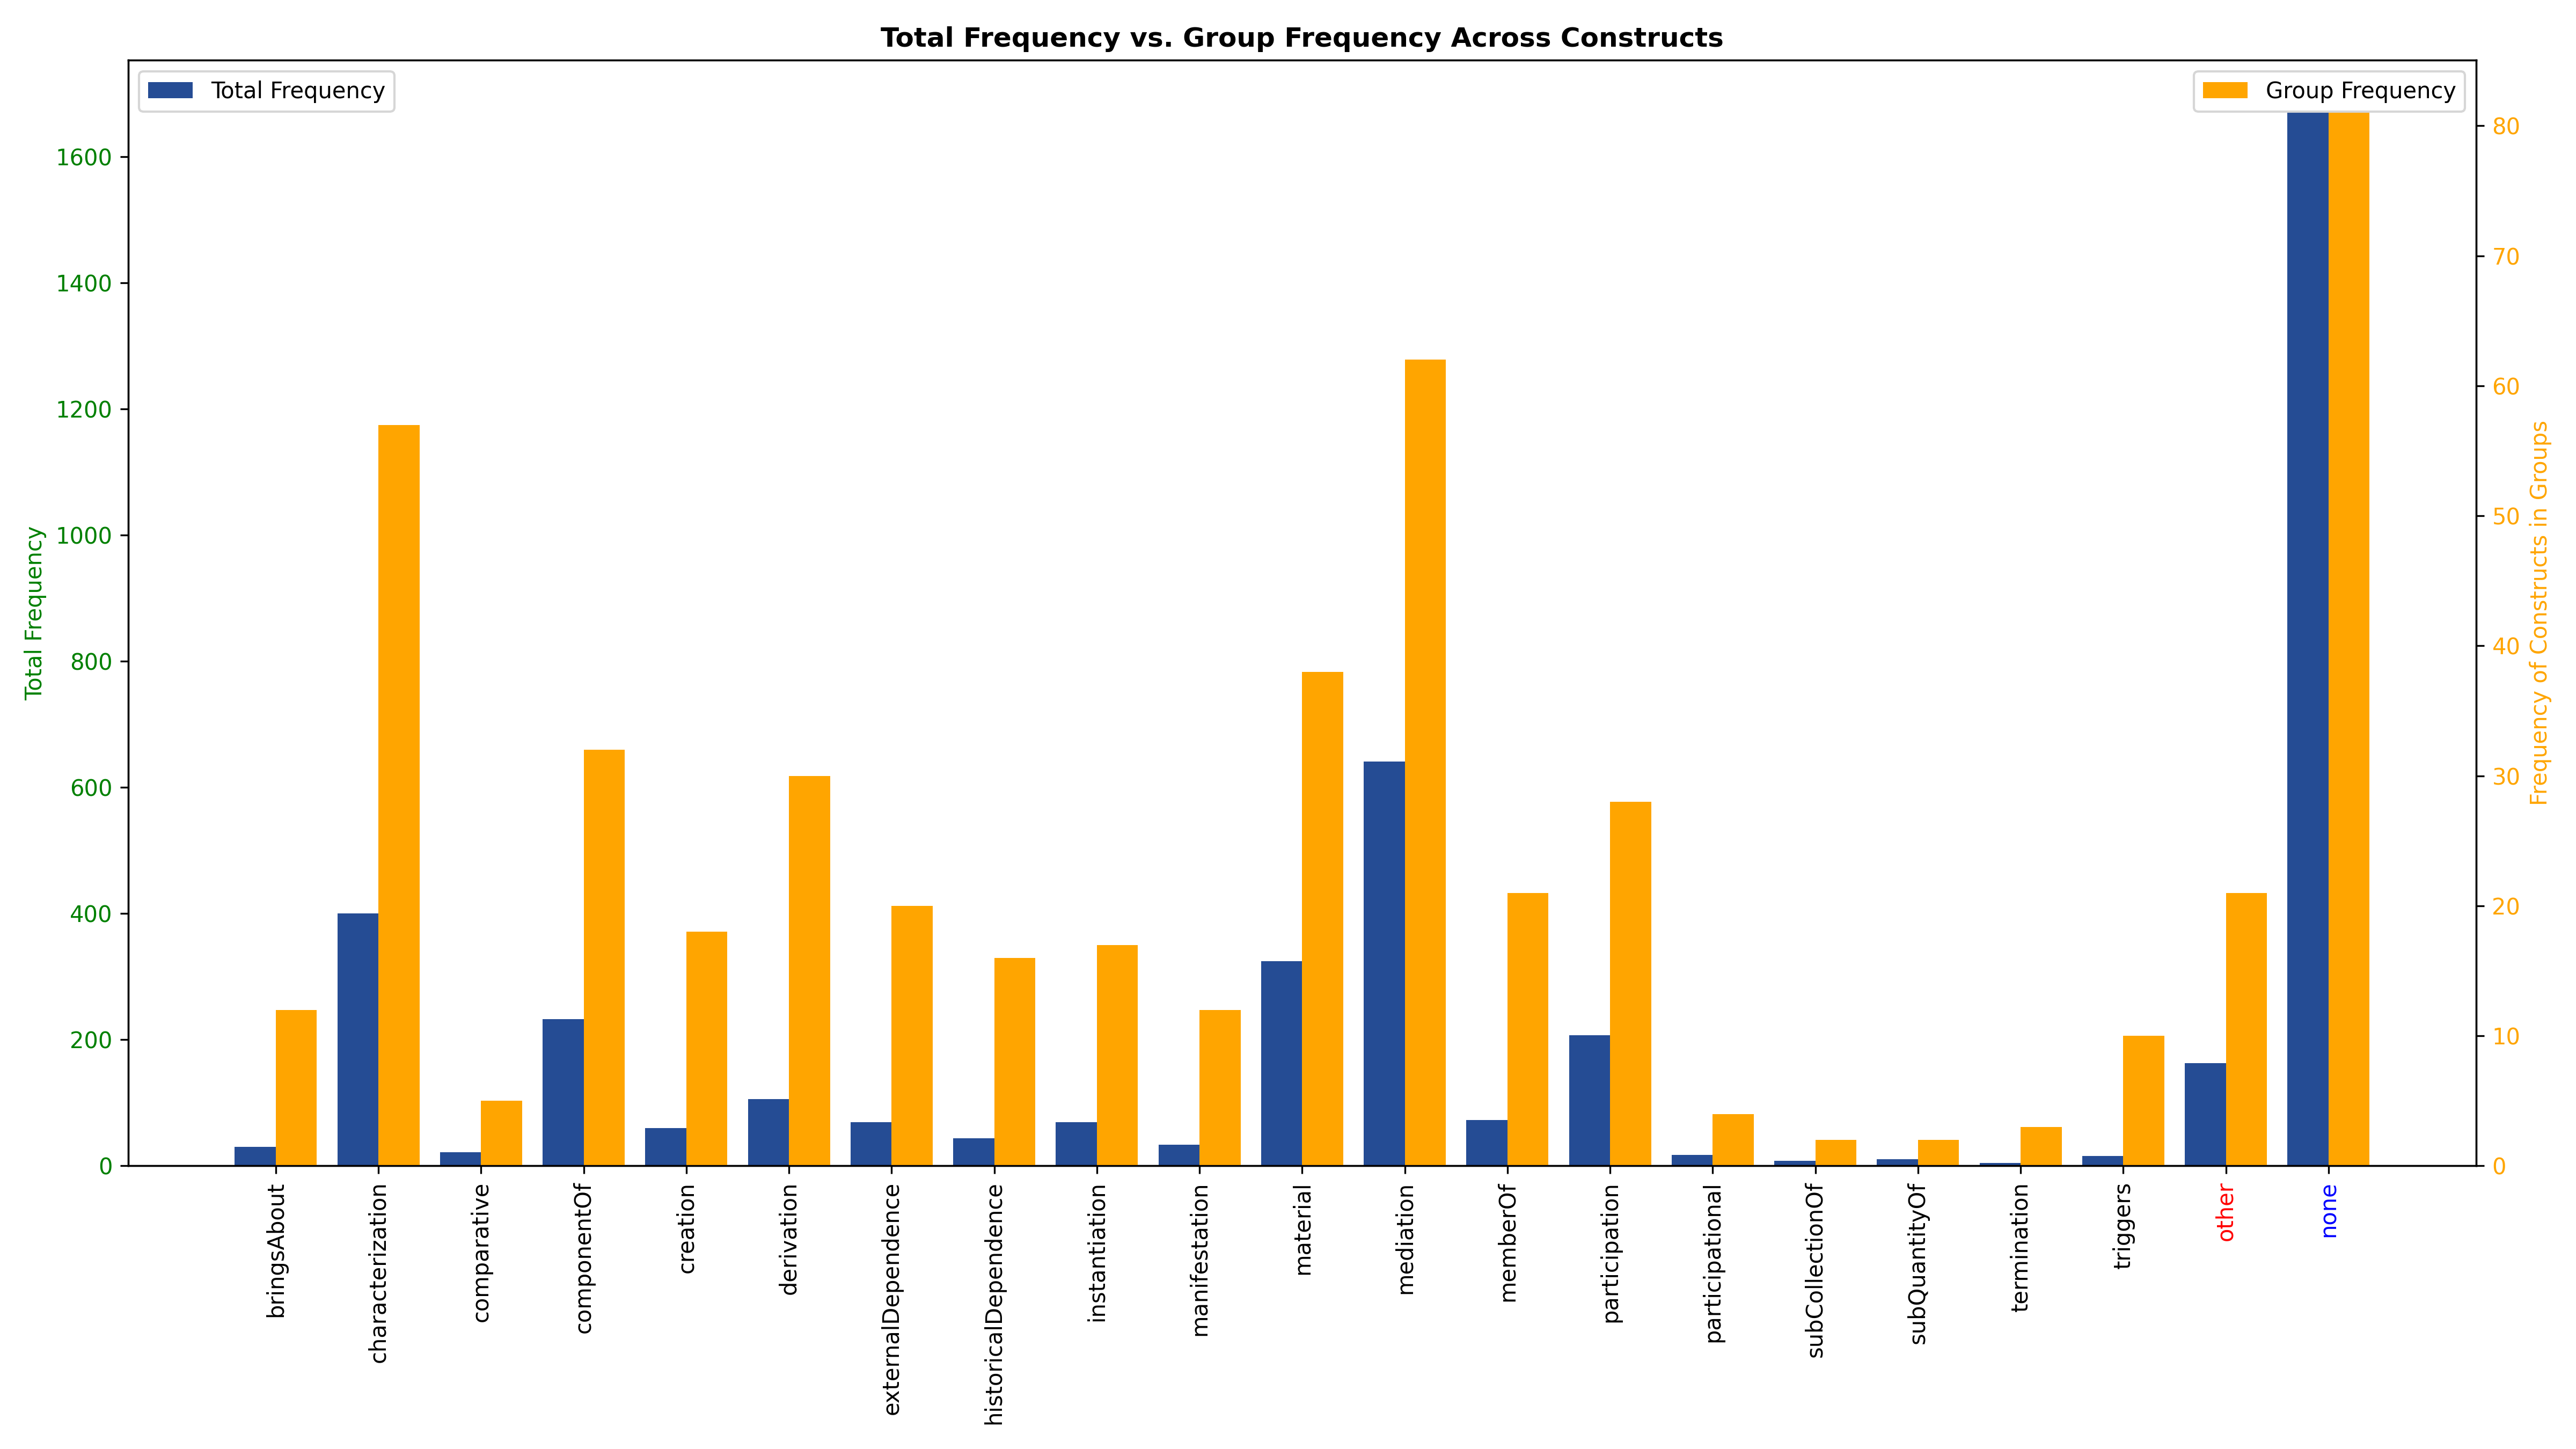 Total Frequency vs. Group Frequency Across Constructs
Total Frequency
Group Frequency
1600
1400
1200
1000
800
600
400
200
0
Total Frequency
80
70
60
50
40
30
20
10
0
Frequency of Constructs in Groups
bringsAbout
characterization
comparative
componentOf
creation
derivation
externalDependence
historicalDependence
instantiation
manifestation
material
mediation
memberOf
participation
participational
subCollectionOf
subQuantityOf
termination
triggers
other
none